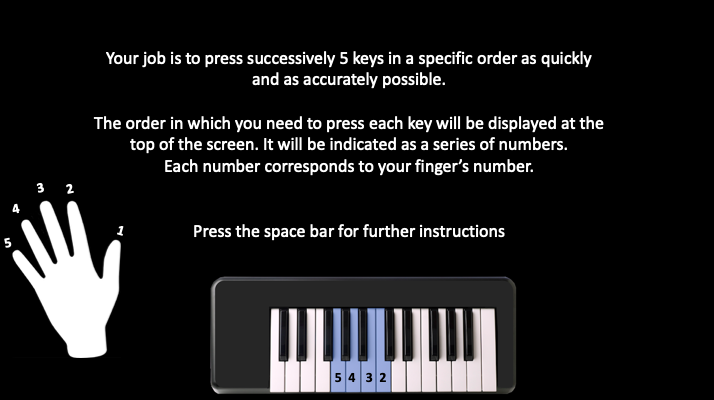 Your job is to press successively 5 keys in a specific order as quickly
and as accurately possible.
The order in which you need to press each key will be displayed at the
top of the screen. It will be indicated as a series of numbers.
Each number corresponds to your finger's number.
3 2
4
1
5
Press the space bar for further instructions
5 4 3 2